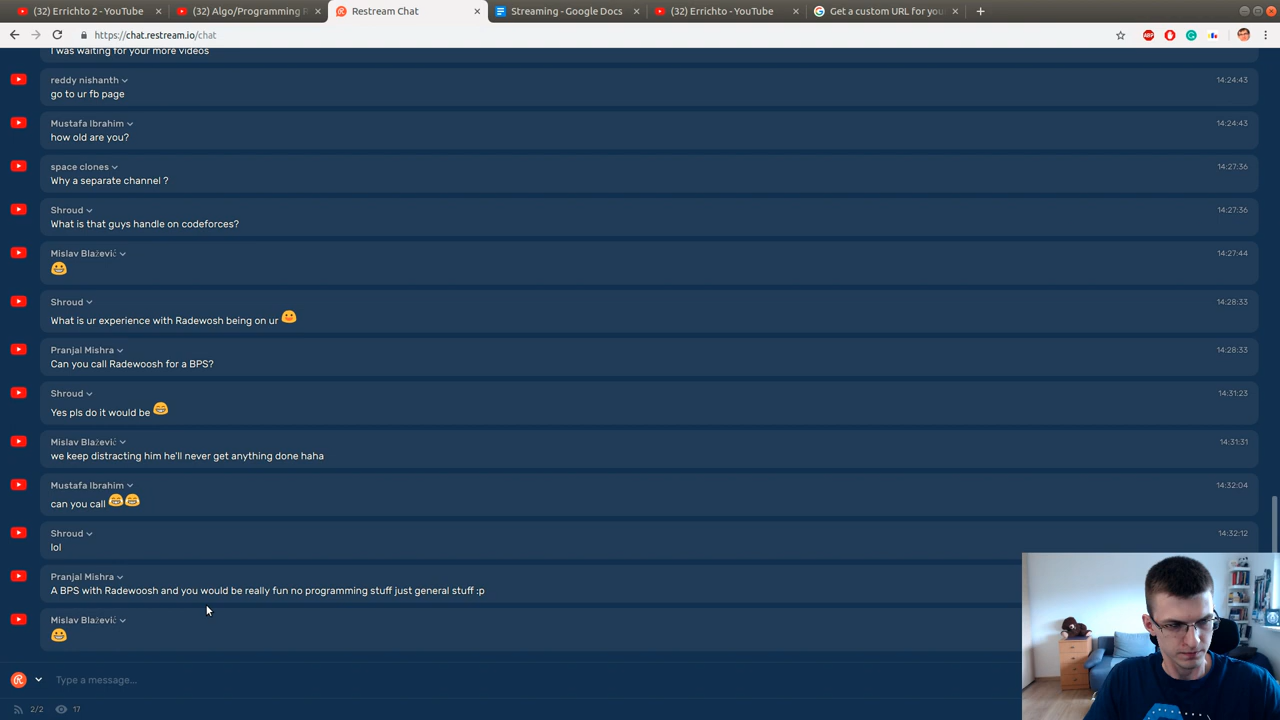 (32) Errichto 2 - YouTube
(32) Algo/Programming
Restream Chat
Streaming - Google Docs
(32) Errichto - YouTube
Get a custom URL for you
https://chat.restream.io/chat
I was waiting for your more videos
reddy nishanth
14:24:43
go to ur fb page
Mustafa Ibrahim
14:24:43
how old are you?
space clones
14:27:36
Why a separate channel ?
Shroud
14:27:36
What is that guys handle on codeforces?
Mislav Blažević
14:27:44
Shroud
14:28:33
What is ur experience with Radewosh being on ur
Pranjal Mishra
14:28:33
Can you call Radewoosh for a BPS?
Shroud
14:31:23
Yes pls do it would be
Mislav Blažević
14:31:31
we keep distracting him he'll never get anything done haha
Mustafa Ibrahim
14:32:04
can you call
Shroud
14:32:12
lol
Pranjal Mishra
A BPS with Radewoosh and you would be really fun no programming stuff just general stuff :p
Mislav Blažević
Type a message...
2/2
17